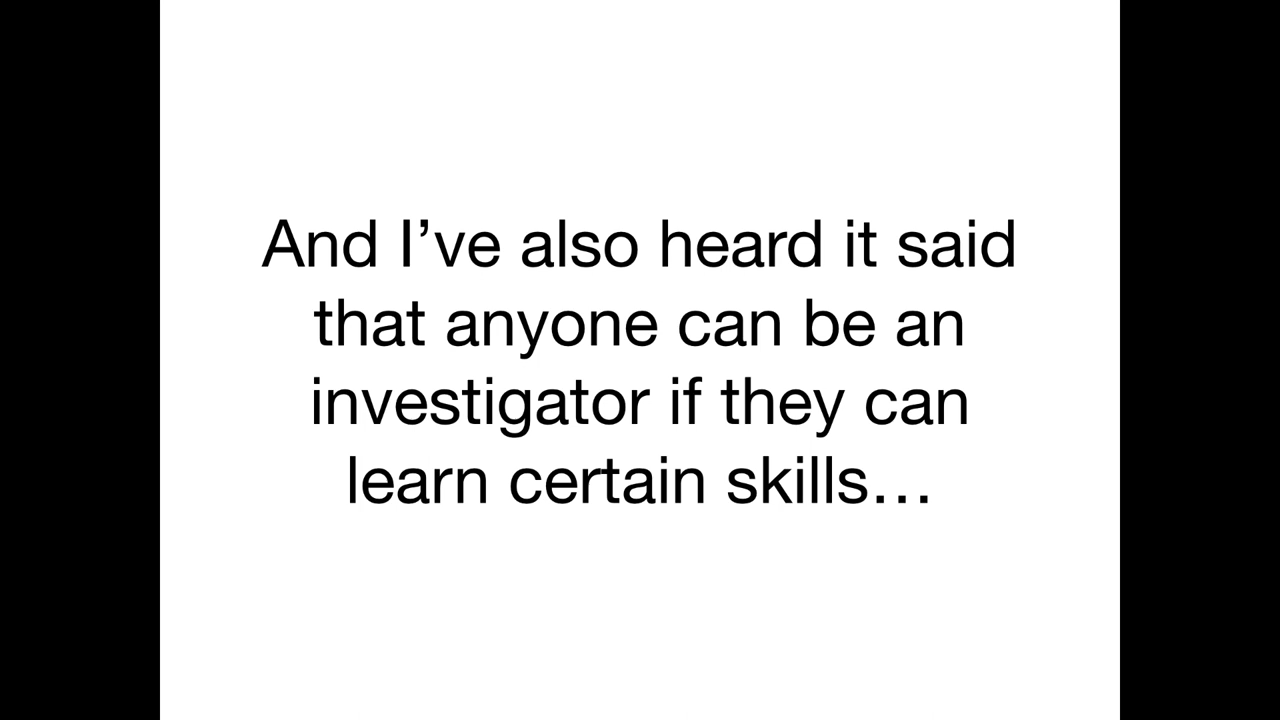 And I’ve also heard it said
that anyone can be an
investigator if they can
learn certain skills…